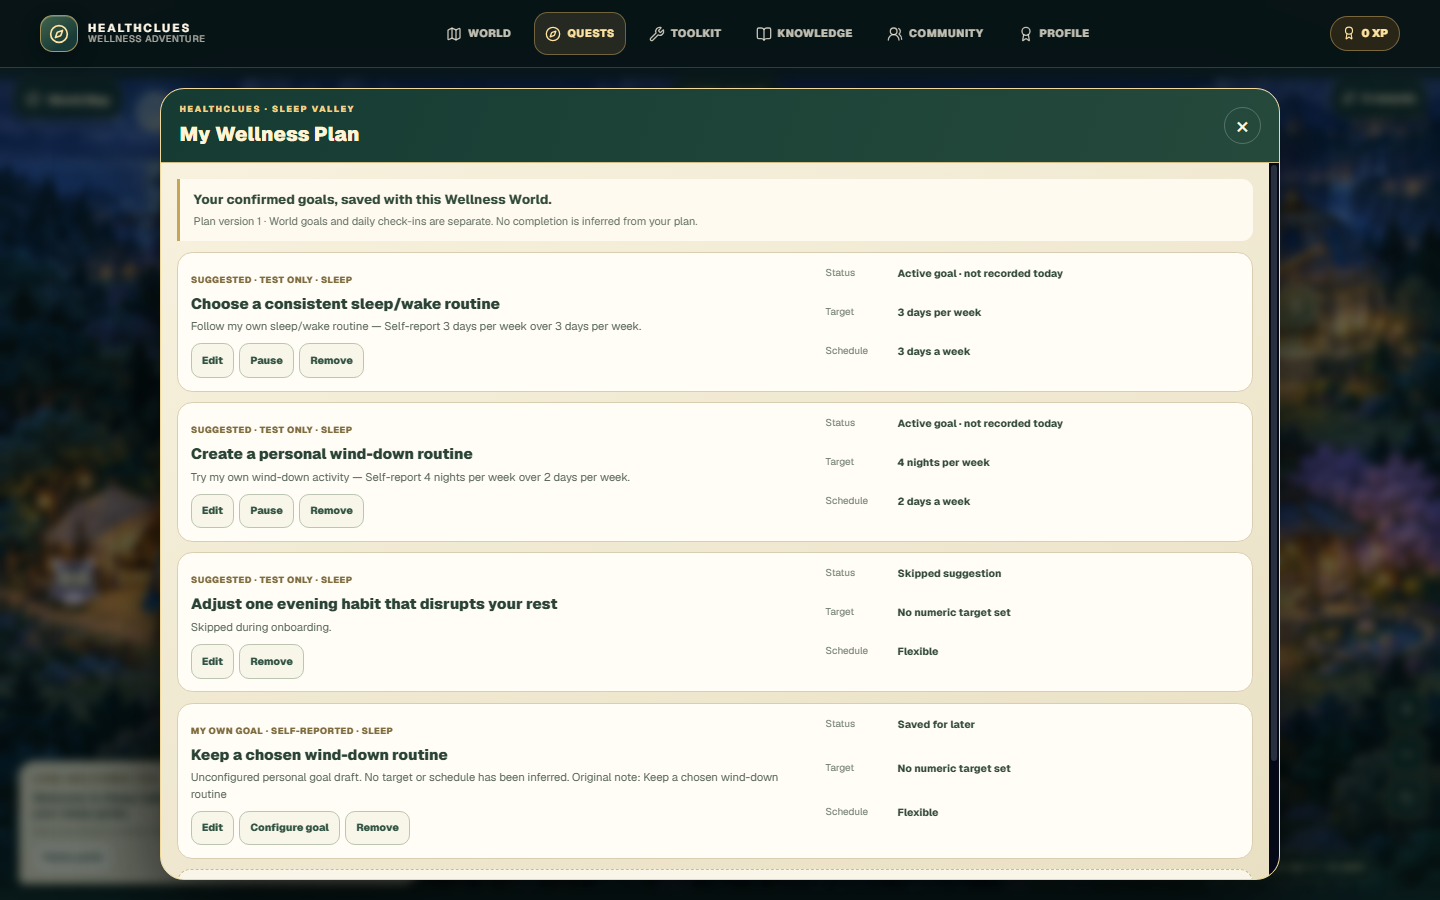 HEALTHCLUES
WELLNESS ADVENTURE
WORLD
QUESTS
TOOLKIT
KNOWLEDGE
COMMUNITY
PROFILE
0 XP
HEALTHCLUES · SLEEP VALLEY
My Wellness Plan
Your confirmed goals, saved with this Wellness World.
Plan version 1 · World goals and daily check-ins are separate. No completion is inferred from your plan.
SUGGESTED · TEST ONLY · SLEEP
Choose a consistent sleep/wake routine
Follow my own sleep/wake routine — Self-report 3 days per week over 3 days per week.
Edit
Pause
Remove
Status
Active goal · not recorded today
Target
3 days per week
Schedule
3 days a week
SUGGESTED · TEST ONLY · SLEEP
Create a personal wind-down routine
Try my own wind-down activity — Self-report 4 nights per week over 2 days per week.
Edit
Pause
Remove
Status
Active goal · not recorded today
Target
4 nights per week
Schedule
2 days a week
SUGGESTED · TEST ONLY · SLEEP
Adjust one evening habit that disrupts your rest
Skipped during onboarding.
Edit
Remove
Status
Skipped suggestion
Target
No numeric target set
Schedule
Flexible
MY OWN GOAL · SELF-REPORTED · SLEEP
Keep a chosen wind-down routine
Unconfigured personal goal draft. No target or schedule has been inferred. Original note: Keep a chosen wind-down
routine
Edit
Configure goal
Remove
Status
Saved for later
Target
No numeric target set
Schedule
Flexible